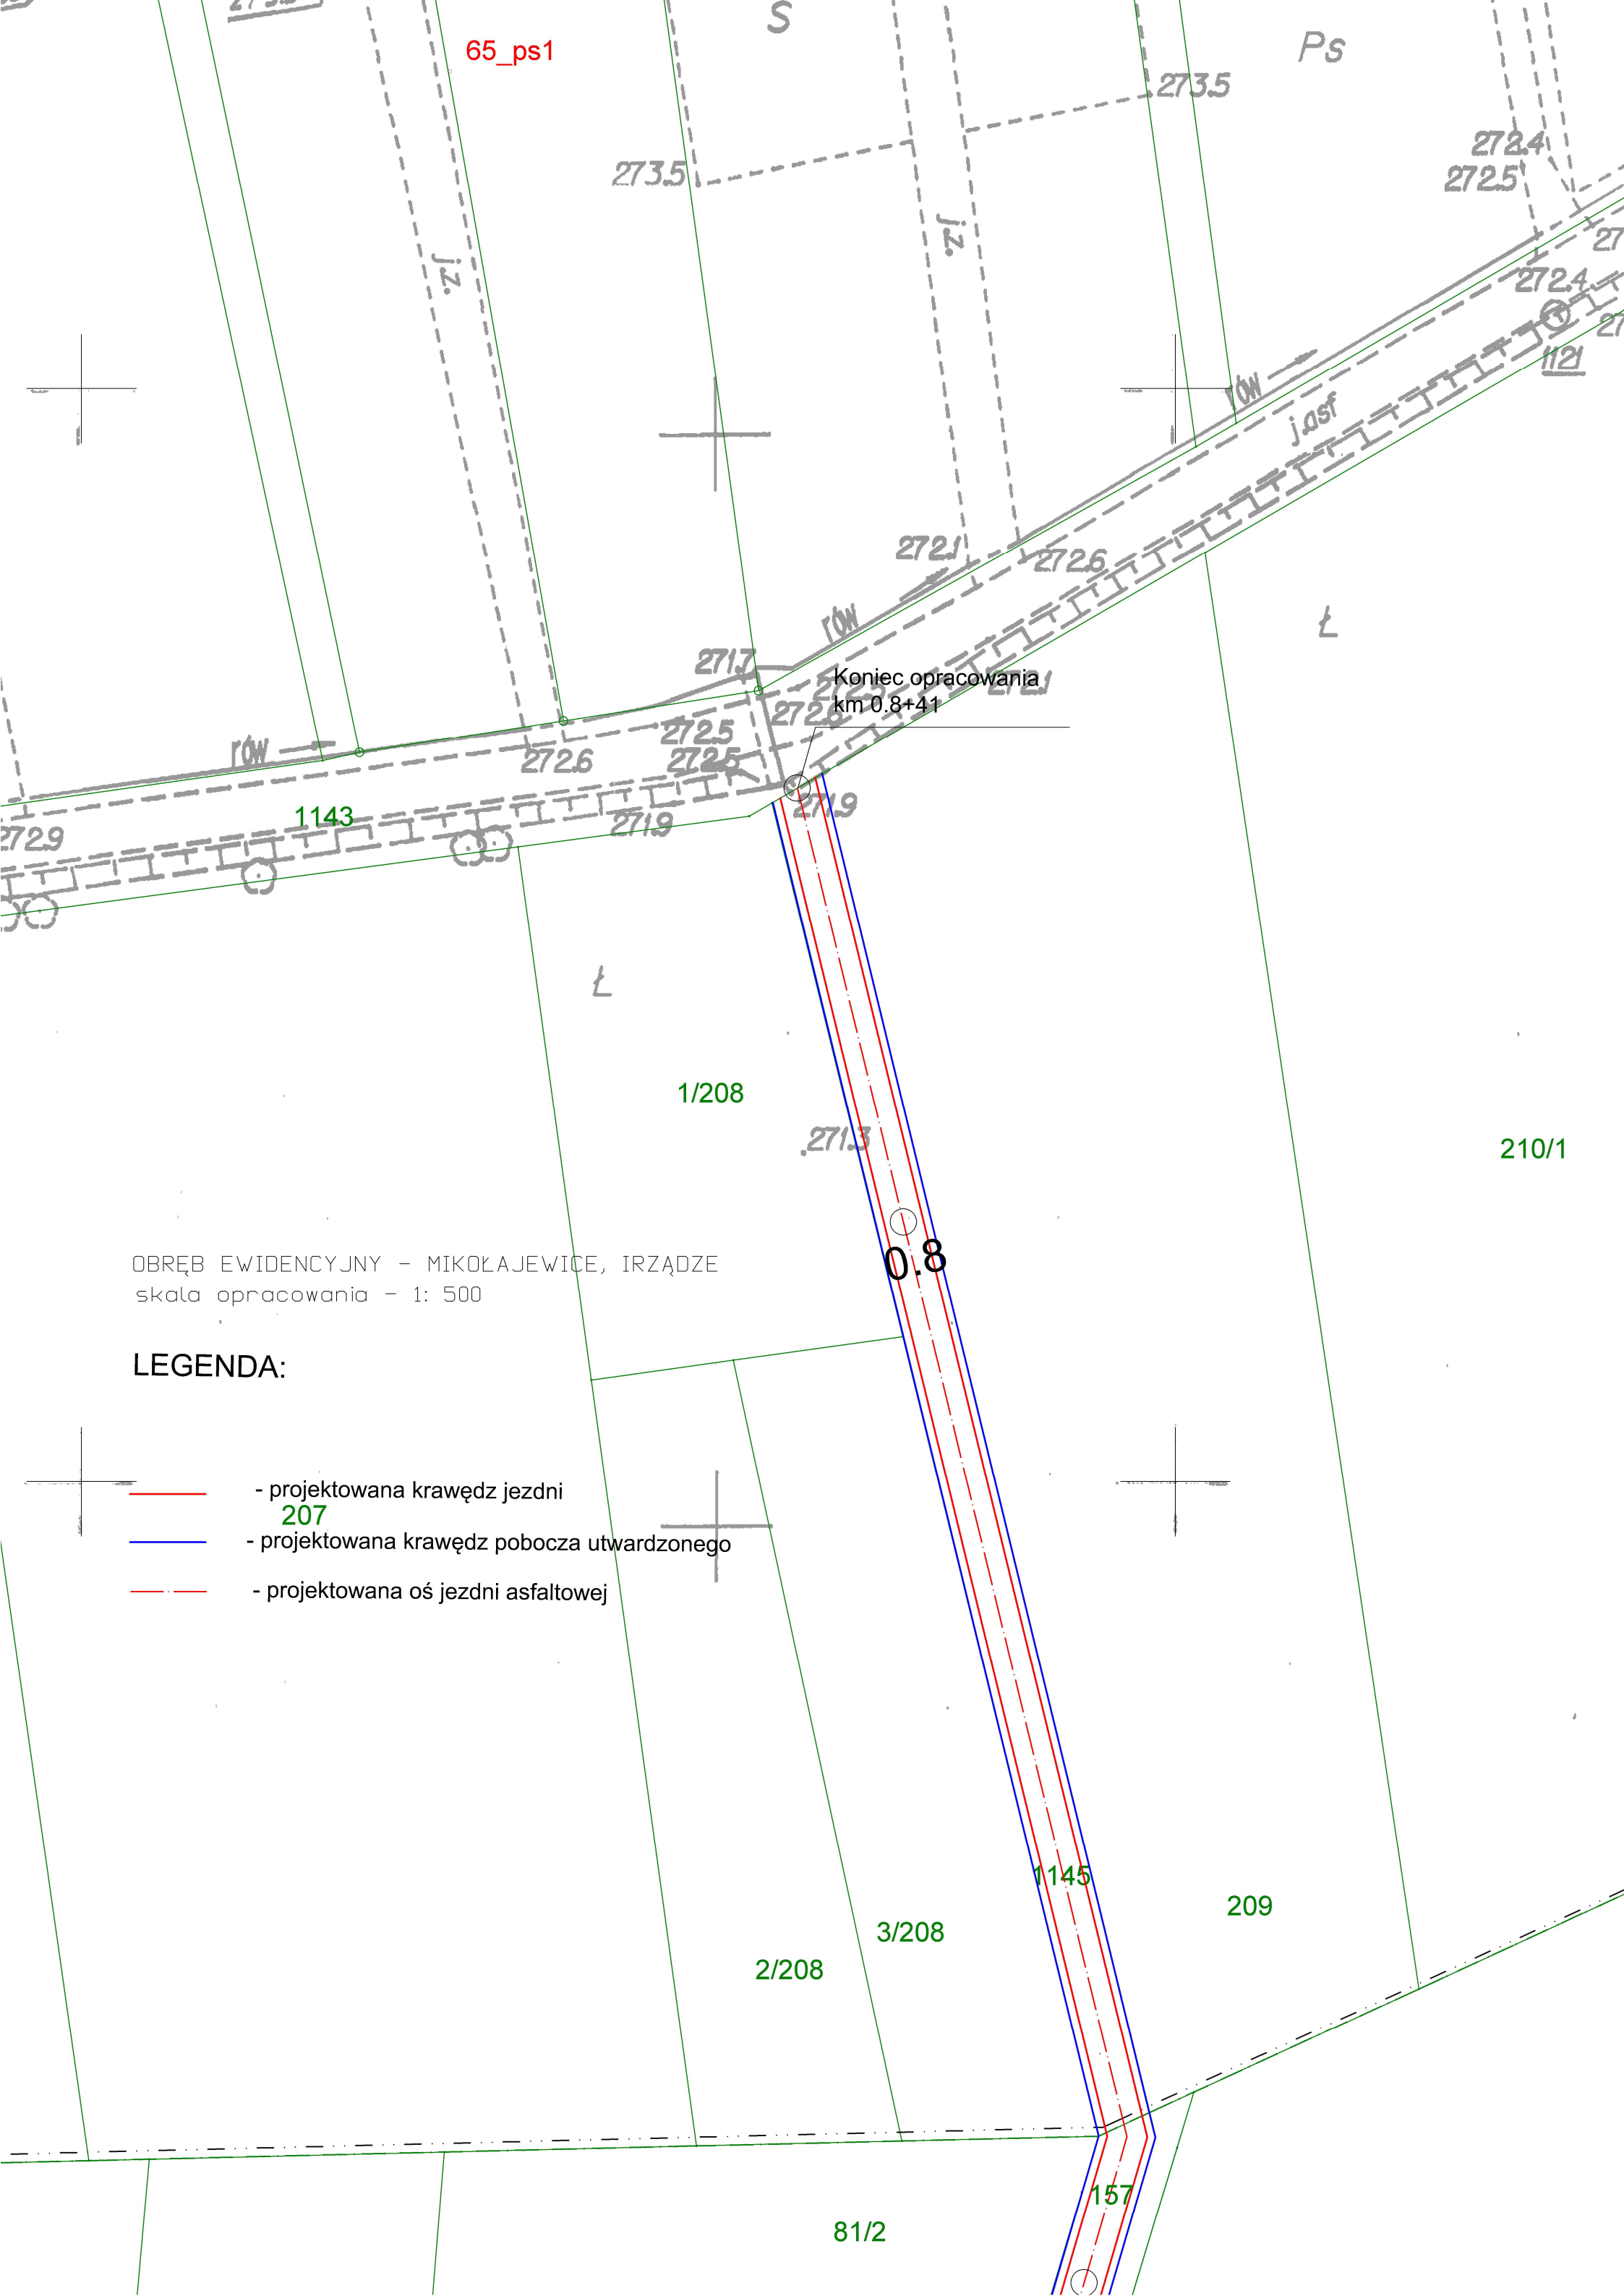 S
65_ps1
Ps
273.5
273.5
272.4
272.5
j.z.
j.z.
272.4
1121
rów
j.asf
272.1
272.6
rów
Ł
271.7
Koniec opracowania
km 0.8+41
272.1
272.5
272.5
272.6
rów
272.6
1143
271.9
271.9
272.9
Ł
1/208
271.3
210/1
0.8
OBRĘB EWIDENCYJNY - MIKOŁAJEWICE, IRZĄDZE
skala opracowania - 1: 500
LEGENDA:
- projektowana krawędz jezdni
207
- projektowana krawędz pobocza utwardzonego
- projektowana oś jezdni asfaltowej
1145
209
3/208
2/208
157
81/2